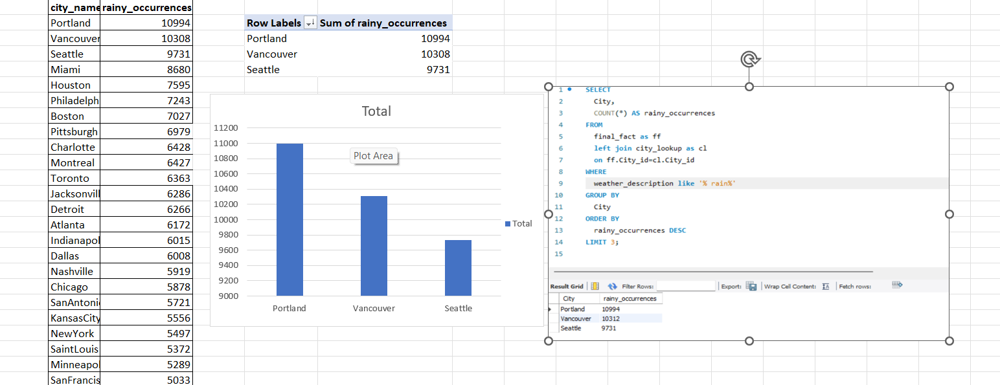 city_name rainy_occurrences
Portland 10994
Vancouver 10308
Seattle 9731
Miami 8680
Houston 7595
Philadelph 7243
Boston 7027
Pittsburgh 6979
Charlotte 6428
Montreal 6427
Toronto 6363
Jacksonvill 6286
Detroit 6266
Atlanta 6172
Indianapol 6015
Dallas 6008
Nashville 5919
Chicago 5878
SanAntoni 5721
KansasCity 5556
NewYork 5497
SaintLouis 5372
Minneapol 5289
SanFrancis 5033
Row Labels Sum of rainy_occurrences
Portland 10994
Vancouver 10308
Seattle 9731
Total
11200
11000
10800
10600
10400
10200
10000
9800
9600
9400
9200
9000
Plot Area
Portland Vancouver Seattle
Total
1 SELECT
2 City,
3 COUNT(*) AS rainy_occurrences
4 FROM
5 final_fact as ff
6 left join city_lookup as cl
7 on ff.City_id=cl.City_id
8 WHERE
9 weather_description like '% rain%'
10 GROUP BY
11 City
12 ORDER BY
13 rainy_occurrences DESC
14 LIMIT 3;
15
Result Grid Filter Rows: Export: Wrap Cell Content: IA Fetch rows:
City rainy_occurrences
Portland 10994
Vancouver 10312
Seattle 9731